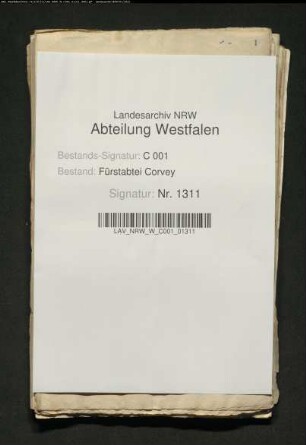 Landesarchiv NRW
Abteilung Westfalen
Bestands-Signatur: C 001
Bestand: Fürstabtei Corvey
Signatur: Nr. 1311
LAV_NRW_W_C001_01311